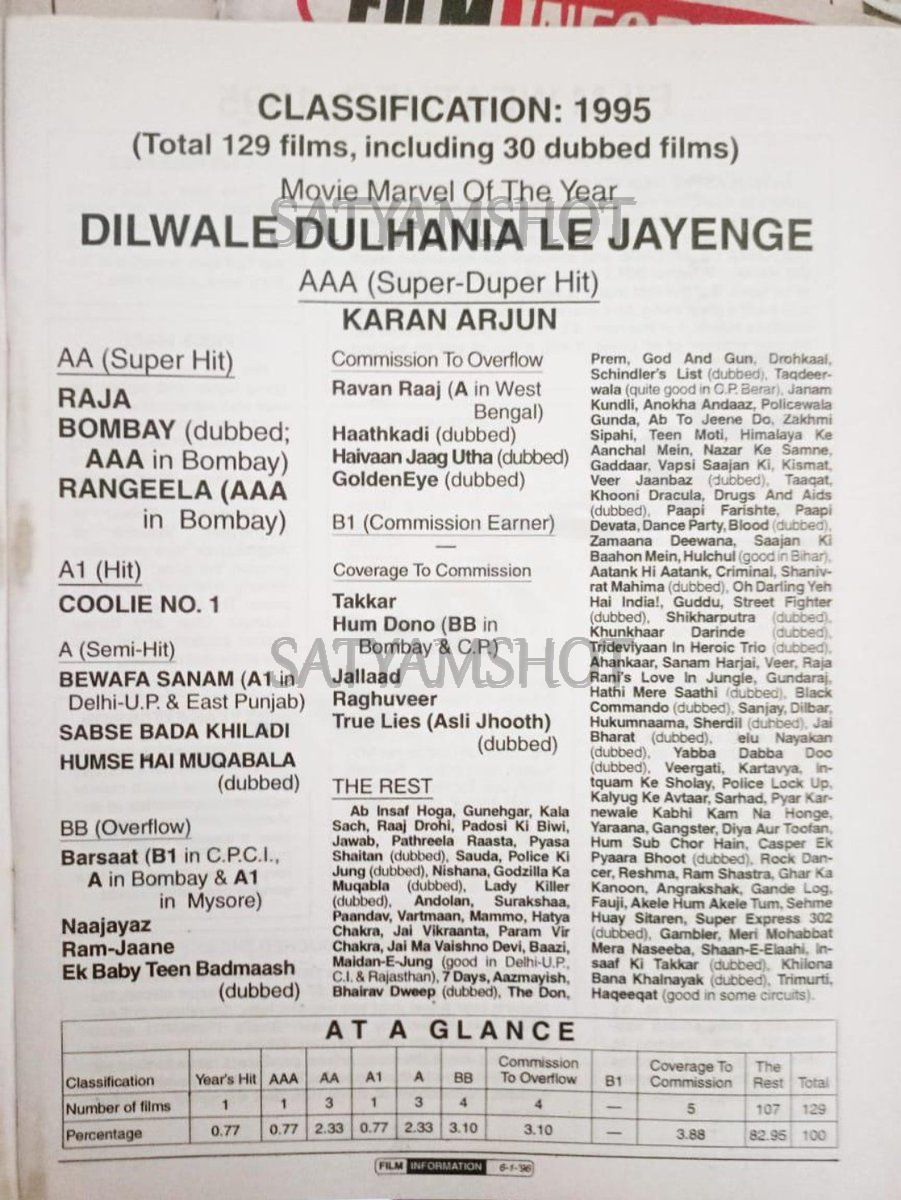 FILM INFOR
CLASSIFICATION: 1995
(Total 129 films, including 30 dubbed films)
Movie Marvel Of The Year
SATYAMSHOT
DILWALE DULHANIA LE JAYENGE
AAA (Super-Duper Hit)
KARAN ARJUN
AA (Super Hit)
RAJA
BOMBAY (dubbed;
AAA in Bombay)
RANGEELA (AAA
in Bombay)
A1 (Hit)
COOLIE NO. 1
A (Semi-Hit)
BEWAFA SANAM (A1 in
Delhi-U.P. & East Punjab)
SABSE BADA KHILADI
HUMSE HAI MUQABALA
(dubbed)
BB (Overflow)
Barsaat (B1 in C.P.C.I.,
A in Bombay & A1
in Mysore)
Naajayaz
Ram-Jaane
Ek Baby Teen Badmaash
(dubbed)
Commission To Overflow
Ravan Raaj (A in West
Bengal)
Haathkadi (dubbed)
Haivaan Jaag Utha (dubbed)
GoldenEye (dubbed)
B1 (Commission Earner)
—
Coverage To Commission
Takkar
Hum Dono (BB in
Bombay & C.P.)
SATYAMSHOT
Jallaad
Raghuveer
True Lies (Asli Jhooth)
(dubbed)
THE REST
Ab Insaf Hoga, Gunehgar, Kala
Sach, Raaj Drohi, Padosi Ki Biwi,
Jawab, Pathreela Raasta, Pyasa
Shaitan (dubbed), Sauda, Police Ki
Jung (dubbed), Nishana, Godzilla Ka
Muqabla (dubbed), Lady Killer
(dubbed), Andolan, Surakshaa,
Paandav, Vartmaan, Mammo, Hatya
Chakra, Jai Vikraanta, Param Vir
Chakra, Jai Ma Vaishno Devi, Baazi,
Maidan-E-Jung (good in Delhi-U.P.,
C.I. & Rajasthan), 7 Days, Aazmayish,
Bhairav Dweep (dubbed), The Don,
Prem, God And Gun, Drohkaal,
Schindler's List (dubbed), Taqdeer-
wala (quite good in C.P. Berar), Janam
Kundli, Anokha Andaaz, Policewala
Gunda, Ab To Jeene Do, Zakhmi
Sipahi, Teen Moti, Himalaya Ke
Aanchal Mein, Nazar Ke Samne,
Gaddaar, Vapsi Saajan Ki, Kismat,
Veer Jaanbaz (dubbed), Taaqat,
Khooni Dracula, Drugs And Aids
(dubbed), Paapi Farishte, Paapi
Devata, Dance Party, Blood (dubbed),
Zamaana Deewana, Saajan Ki
Baahon Mein, Hulchul (good in Bihar),
Aatank Hi Aatank, Criminal, Shaniv-
rat Mahima (dubbed), Oh Darling Yeh
Hai India!, Guddu, Street Fighter
(dubbed), Shikharputra (dubbed),
Khunkhaar Darinde (dubbed),
Trideviyaan In Heroic Trio (dubbed),
Ahankaar, Sanam Harjai, Veer, Raja
Rani's Love In Jungle, Gundaraj,
Hathi Mere Saathi (dubbed), Black
Commando (dubbed), Sanjay, Dilbar,
Hukumnaama, Sherdil (dubbed), Jai
Bharat (dubbed), elu Nayakan
(dubbed), Yabba Dabba Doo
(dubbed), Veergati, Kartavya, In-
tquam Ke Sholay, Police Lock Up,
Kalyug Ke Avtaar, Sarhad, Pyar Kar-
newale Kabhi Kam Na Honge,
Yaraana, Gangster, Diya Aur Toofan,
Hum Sub Chor Hain, Casper Ek
Pyaara Bhoot (dubbed), Rock Dan-
cer, Reshma, Ram Shastra, Ghar Ka
Kanoon, Angrakshak, Gande Log,
Fauji, Akele Hum Akele Tum, Sehme
Huay Sitaren, Super Express 302
(dubbed), Gambler, Meri Mohabbat
Mera Naseeba, Shaan-E-Elaahi, In-
saaf Ki Takkar (dubbed), Khilona
Bana Khalnayak (dubbed), Trimurti,
Haqeeqat (good in some circuits).
AT A GLANCE
Classification Year's Hit AAA AA A1 A BB Commission To Overflow B1 Coverage To Commission The Rest Total
Number of films 1 1 3 1 3 4 4 — 5 107 129
Percentage 0.77 0.77 2.33 0.77 2.33 3.10 3.10 — 3.88 82.95 100
FILM INFORMATION 6-1-'96